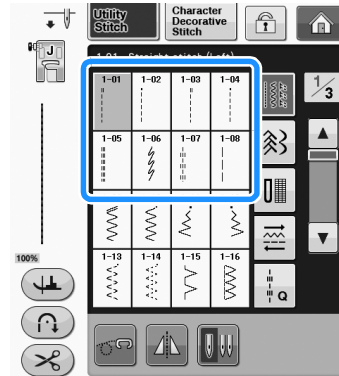 Utility
Stitch
Character
Decorative
Stitch
J
1-01 Straight stitch (Left)
1/3
1-01 1-02 1-03 1-04
1-05 1-06 1-07 1-08
100%
1-13 1-14 1-15 1-16
Q